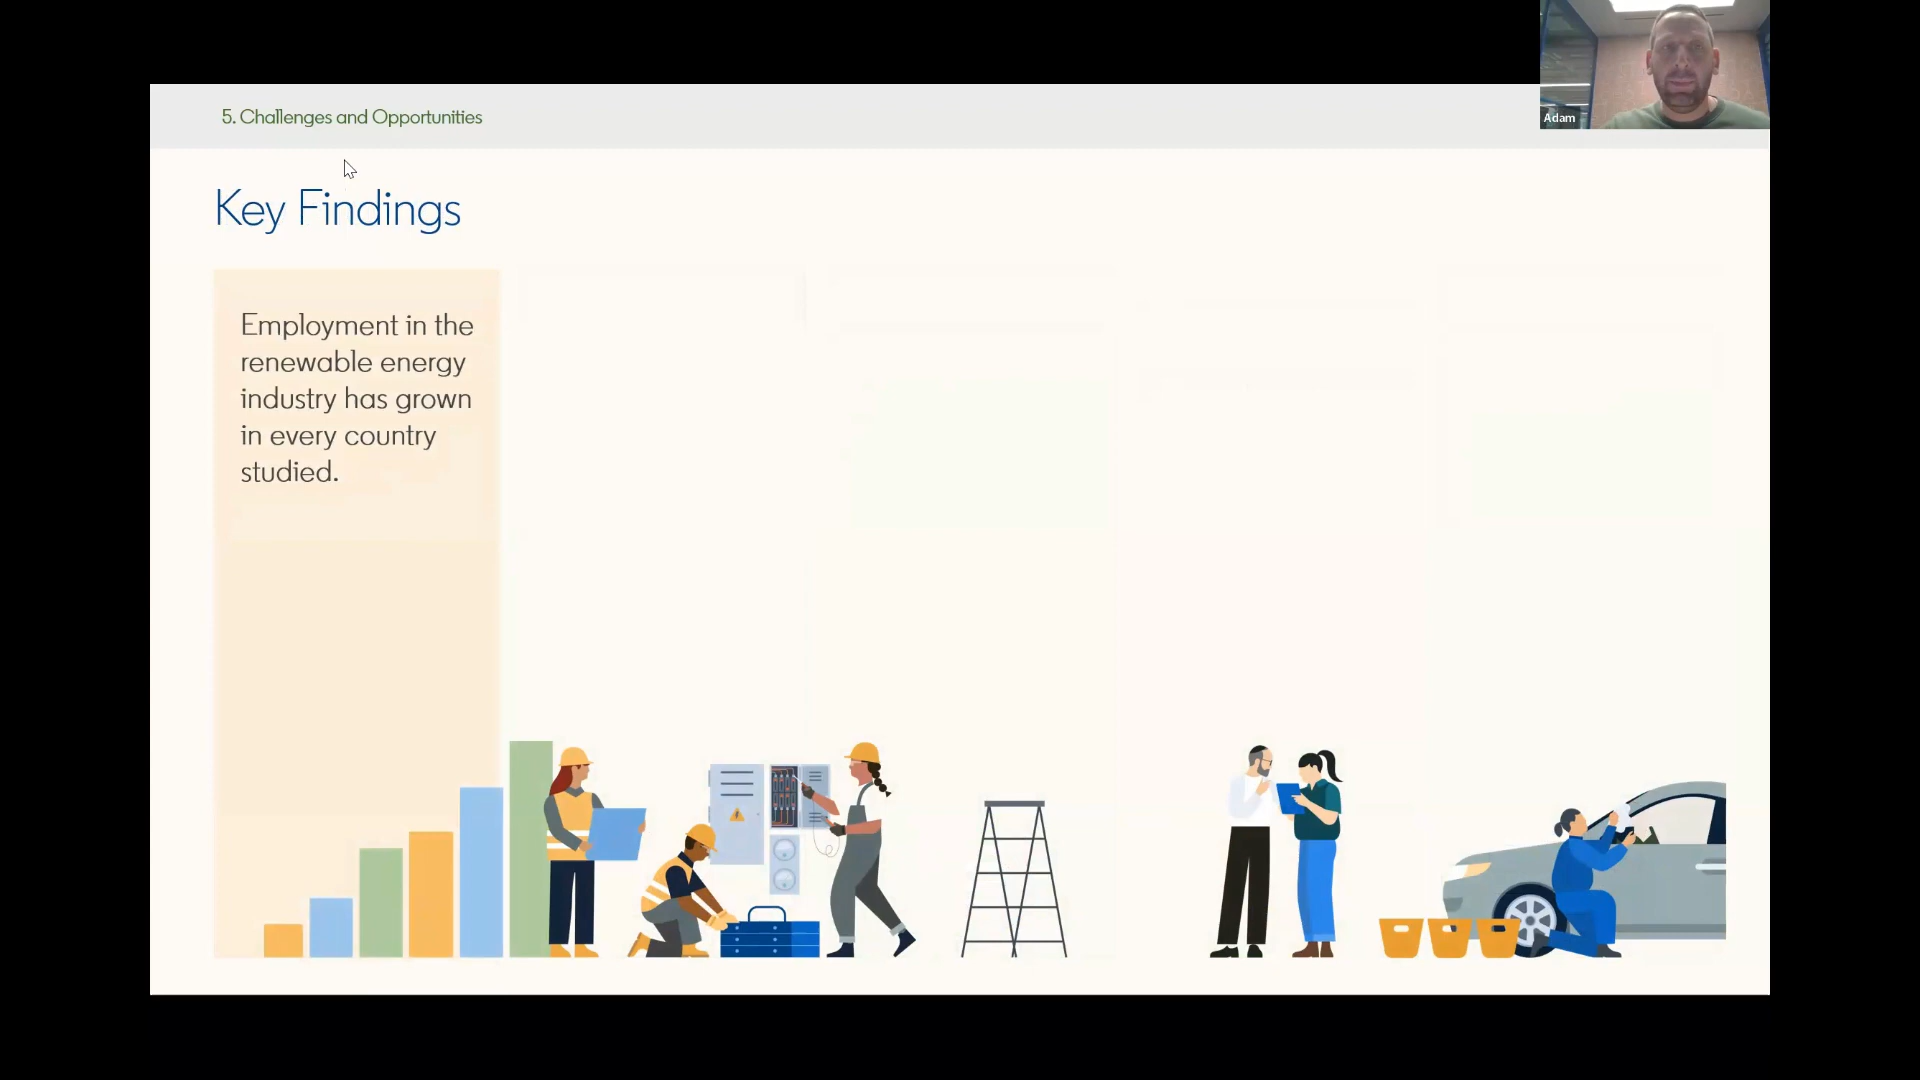 Adam
5. Challenges and Opportunities
Key Findings
Employment in the
renewable energy
industry has grown
in every country
studied.